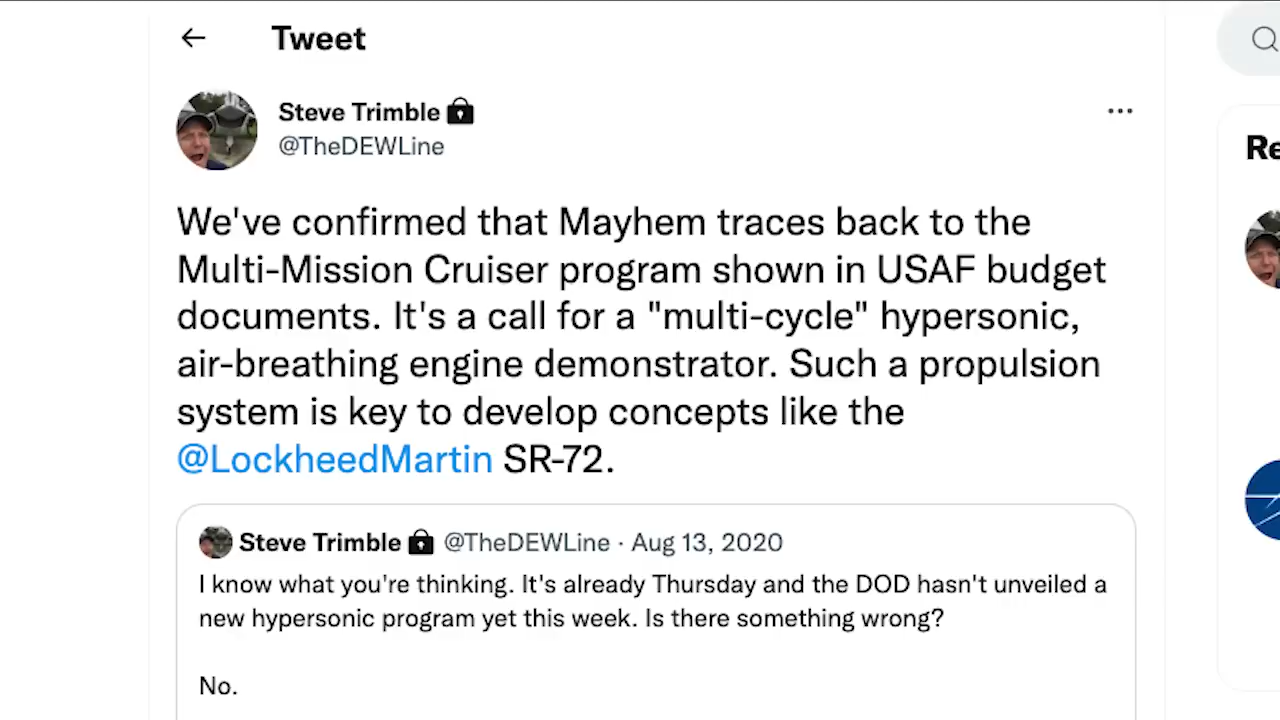 Tweet
Steve Trimble
@TheDEWLine
We've confirmed that Mayhem traces back to the
Multi-Mission Cruiser program shown in USAF budget
documents. It's a call for a "multi-cycle" hypersonic,
air-breathing engine demonstrator. Such a propulsion
system is key to develop concepts like the
@LockheedMartin SR-72.
Steve Trimble @TheDEWLine · Aug 13, 2020
I know what you're thinking. It's already Thursday and the DOD hasn't unveiled a
new hypersonic program yet this week. Is there something wrong?
No.
Re